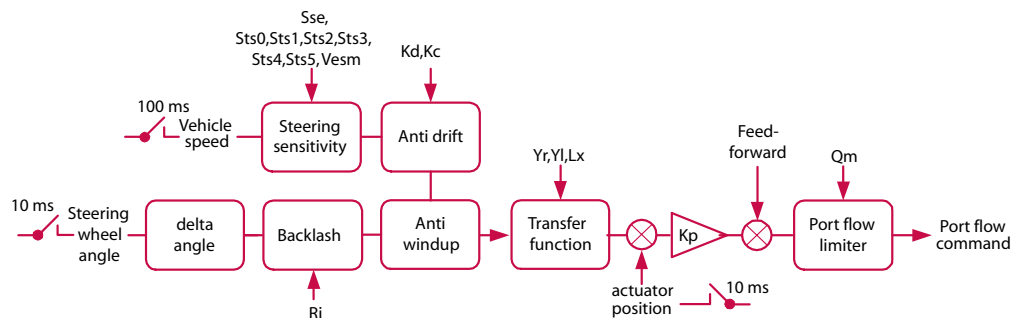 Sse,
Sts0,Sts1,Sts2,Sts3,
Sts4,Sts5,Vesm
Kd,Kc
100 ms
Vehicle
speed
Steering
sensitivity
Anti drift
Feed-
forward
Yr,Yl,Lx
Qm
10 ms
Steering
wheel
angle
delta
angle
Backlash
Anti
windup
Transfer
function
Kp
Port flow
limiter
Port flow
command
actuator
position
10 ms
Ri